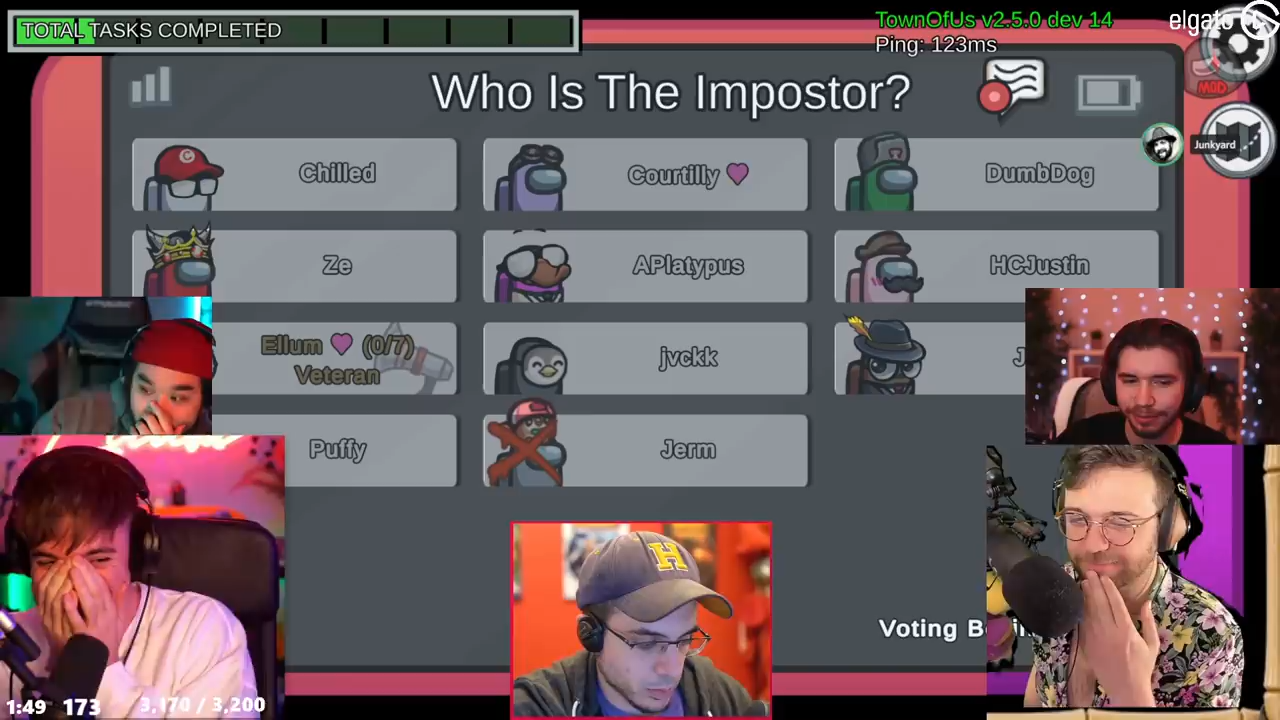 TOTAL TASKS COMPLETED
TownOfUs v2.5.0 dev 14
Ping: 123ms
elgato
Who Is The Impostor?
MOD
Junkyard
Chilled
Courtilly
DumbDog
C
Ze
APlatypus
HCJustin
Ellum (0/7)
Veteran
jvckk
J
Puffy
Jerm
H
Voting
1:49 173 3,170 / 3,200